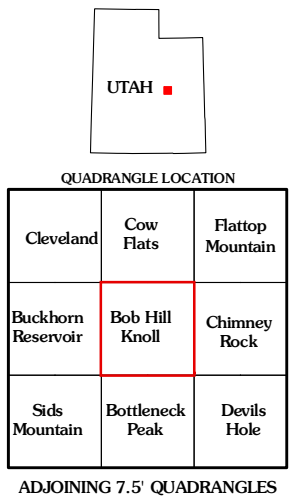 UTAH
QUADRANGLE LOCATION
Cleveland
Cow
Flats
Flattop
Mountain
Buckhorn
Reservoir
Bob Hill
Knoll
Chimney
Rock
Sids
Mountain
Bottleneck
Peak
Devils
Hole
ADJOINING 7.5' QUADRANGLES